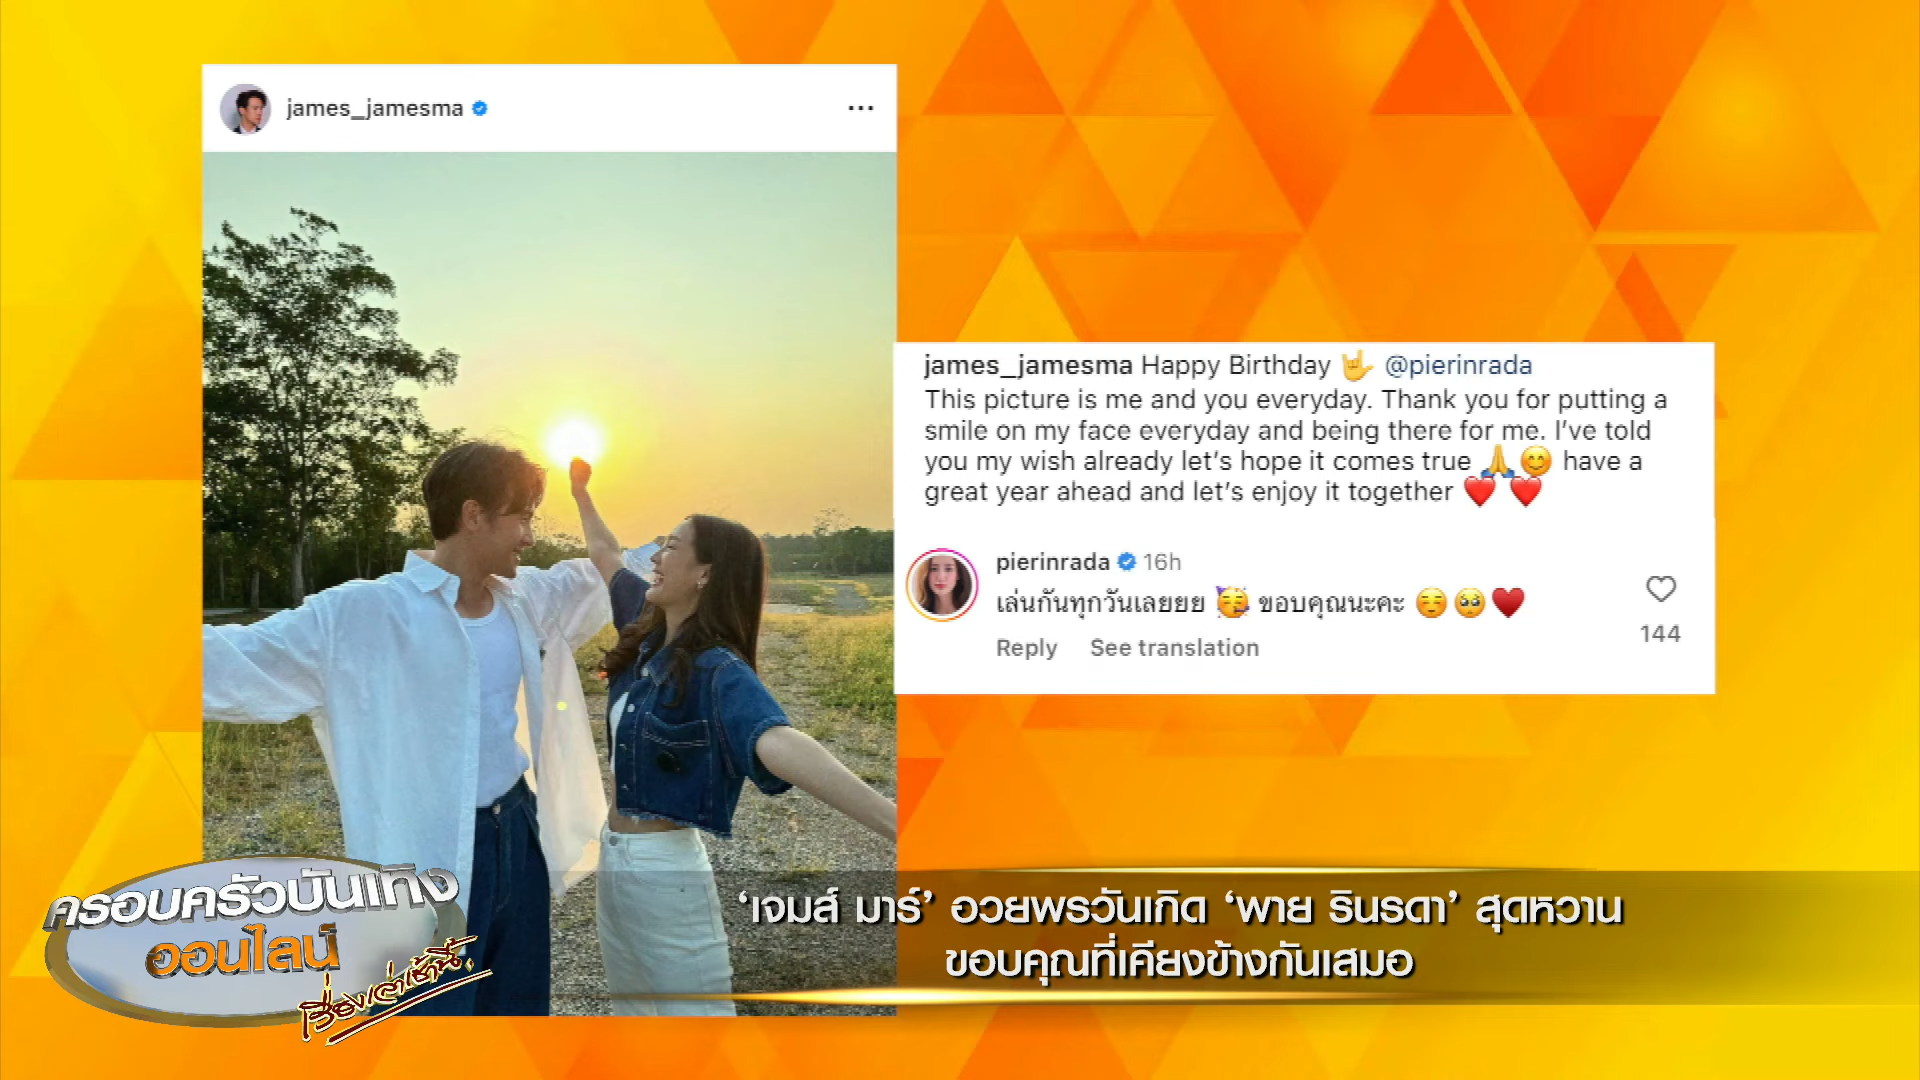 james_jamesma
james_jamesma Happy Birthday 🤟 @pierinrada
This picture is me and you everyday. Thank you for putting a
smile on my face everyday and being there for me. I’ve told
you my wish already let’s hope it comes true 🙏😊 have a
great year ahead and let’s enjoy it together ❤️ ❤️
pierinrada 16h
เล่นกันทุกวันเลยยย 🥳 ขอบคุณนะคะ ☺️🥹♥️
Reply See translation
144
ครอบครัวบันเทิง
ออนไลน์
เรื่องเล่าเช้านี้
‘เจมส์ มาร์’ อวยพรวันเกิด ‘พาย รินรดา’ สุดหวาน
ขอบคุณที่เคียงข้างกันเสมอ